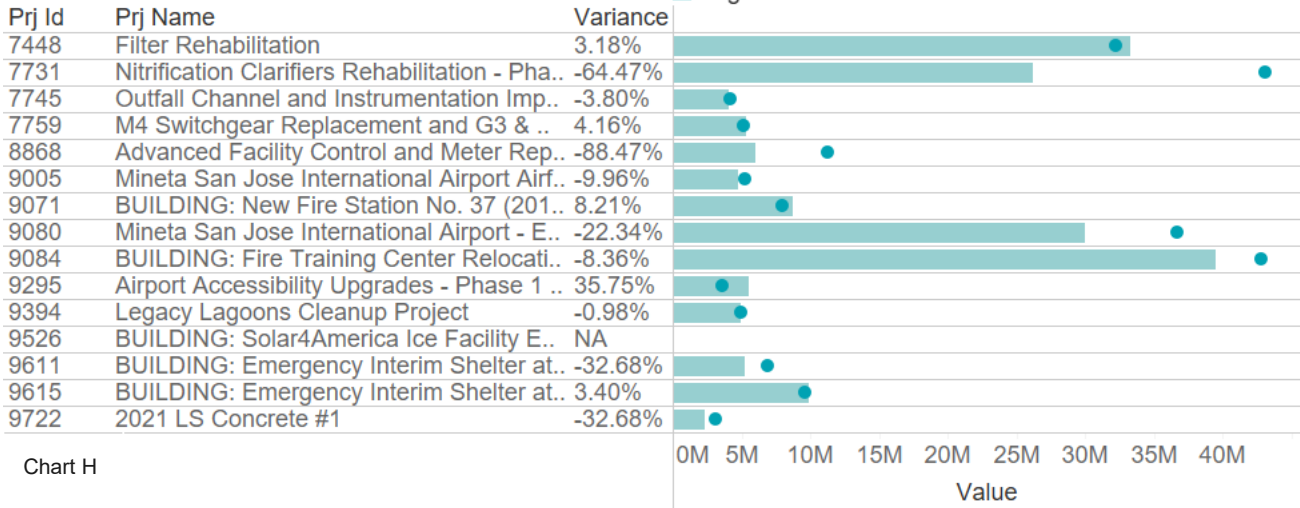 Prj Id Prj Name Variance
7448 Filter Rehabilitation 3.18%
7731 Nitrification Clarifiers Rehabilitation - Pha.. -64.47%
7745 Outfall Channel and Instrumentation Imp.. -3.80%
7759 M4 Switchgear Replacement and G3 & .. 4.16%
8868 Advanced Facility Control and Meter Rep.. -88.47%
9005 Mineta San Jose International Airport Airf.. -9.96%
9071 BUILDING: New Fire Station No. 37 (201.. 8.21%
9080 Mineta San Jose International Airport - E.. -22.34%
9084 BUILDING: Fire Training Center Relocati.. -8.36%
9295 Airport Accessibility Upgrades - Phase 1 .. 35.75%
9394 Legacy Lagoons Cleanup Project -0.98%
9526 BUILDING: Solar4America Ice Facility E.. NA
9611 BUILDING: Emergency Interim Shelter at.. -32.68%
9615 BUILDING: Emergency Interim Shelter at.. 3.40%
9722 2021 LS Concrete #1 -32.68%
0M 5M 10M 15M 20M 25M 30M 35M 40M
Chart H
Value